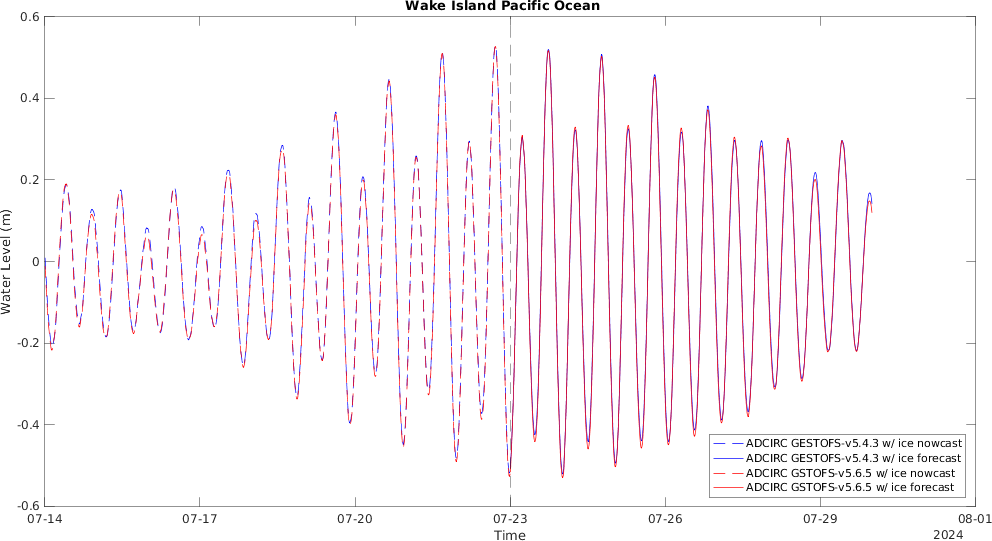 Wake Island Pacific Ocean
0.6
0.4
0.2
0
-0.2
-0.4
-0.6
Water Level (m)
ADCIRC GESTOFS-v5.4.3 w/ ice nowcast
ADCIRC GESTOFS-v5.4.3 w/ ice forecast
ADCIRC GSTOFS-v5.6.5 w/ ice nowcast
ADCIRC GSTOFS-v5.6.5 w/ ice forecast
07-14 07-17 07-20 07-23 07-26 07-29 08-01
Time
2024